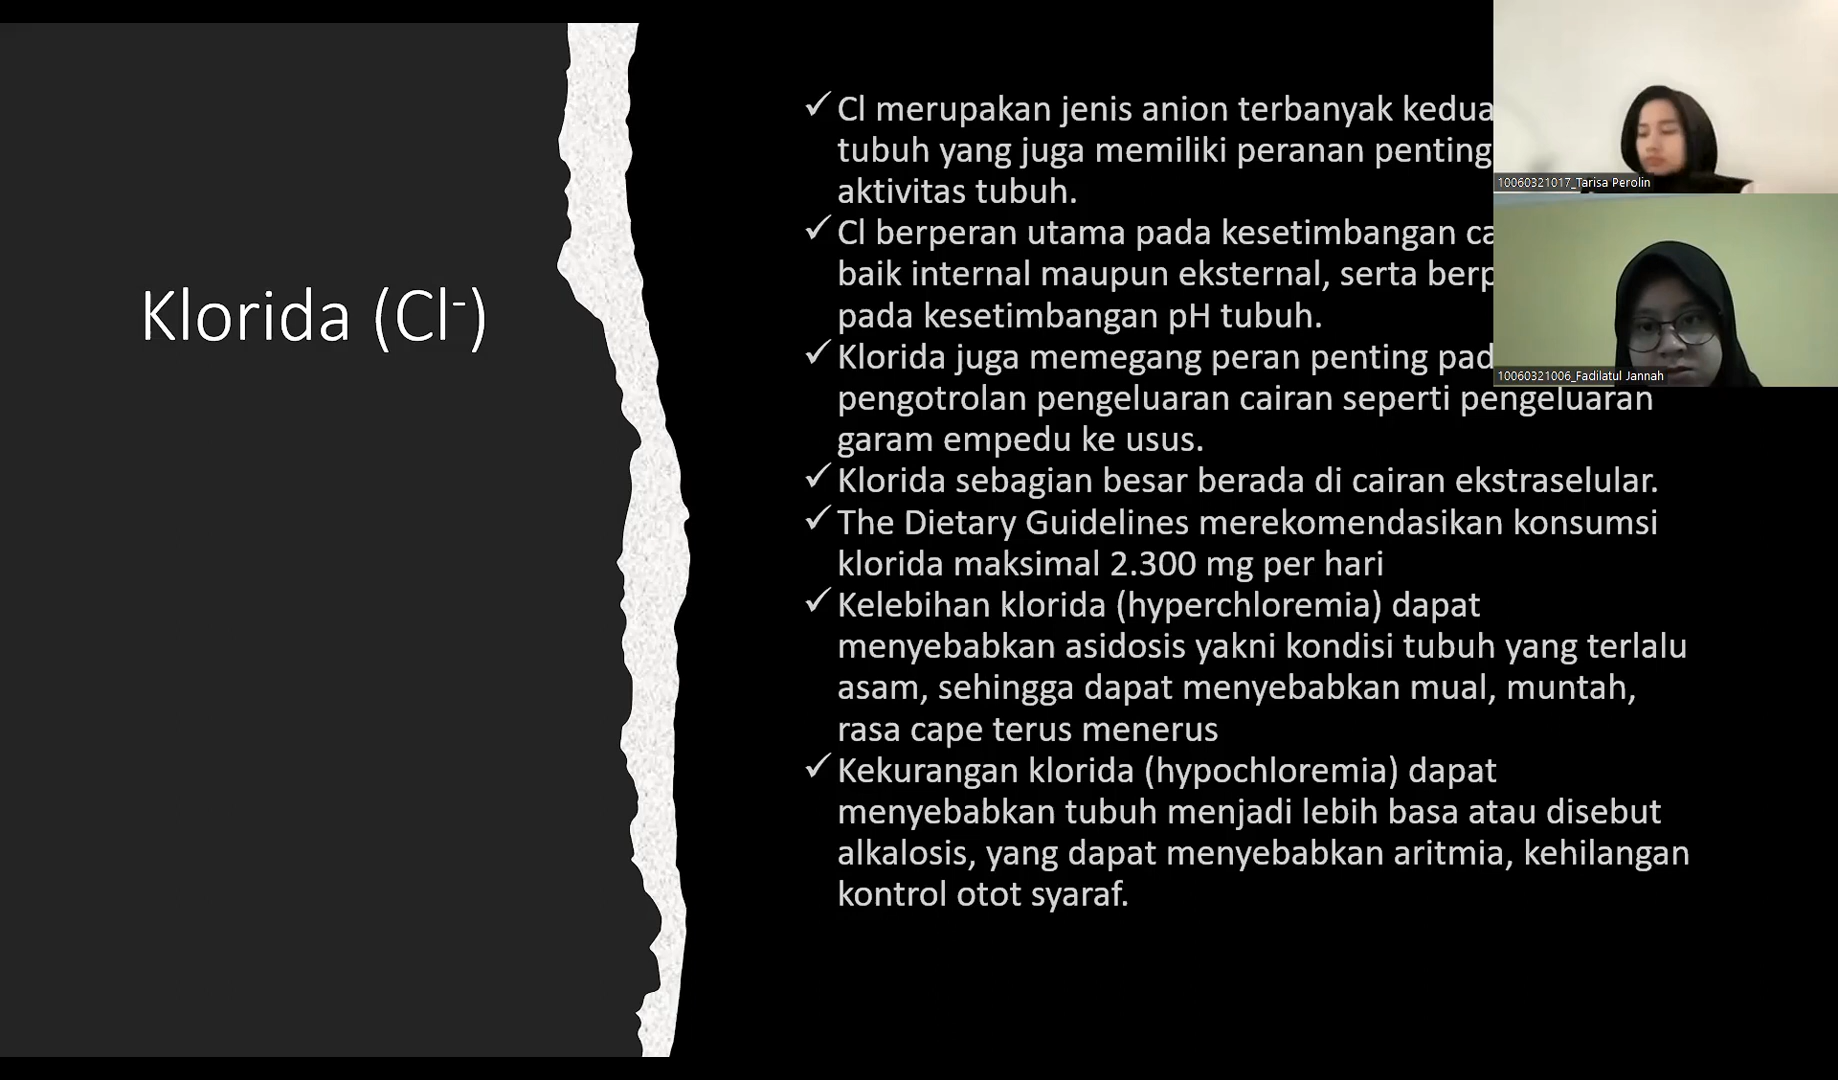 Klorida (Cl-)
✓ Cl merupakan jenis anion terbanyak kedua
tubuh yang juga memiliki peranan penting
aktivitas tubuh.
✓ Cl berperan utama pada kesetimbangan
baik internal maupun eksternal, serta
pada kesetimbangan pH tubuh.
✓ Klorida juga memegang peran penting
pengotrolan pengeluaran cairan seperti pengeluaran
garam empedu ke usus.
✓ Klorida sebagian besar berada di cairan ekstraselular.
✓ The Dietary Guidelines merekomendasikan konsumsi
klorida maksimal 2.300 mg per hari
✓ Kelebihan klorida (hyperchloremia) dapat
menyebabkan asidosis yakni kondisi tubuh yang terlalu
asam, sehingga dapat menyebabkan mual, muntah,
rasa cape terus menerus
✓ Kekurangan klorida (hypochloremia) dapat
menyebabkan tubuh menjadi lebih basa atau disebut
alkalosis, yang dapat menyebabkan aritmia, kehilangan
kontrol otot syaraf.
10060321017_Tarisa Perolin
10060321006_Fadilatul Jannah